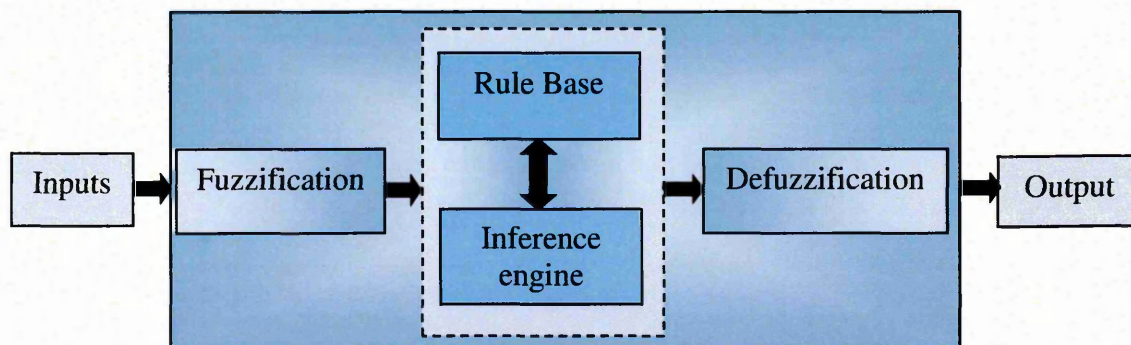 Inputs
Fuzzification
Rule Base
Inference
engine
Defuzzification
Output